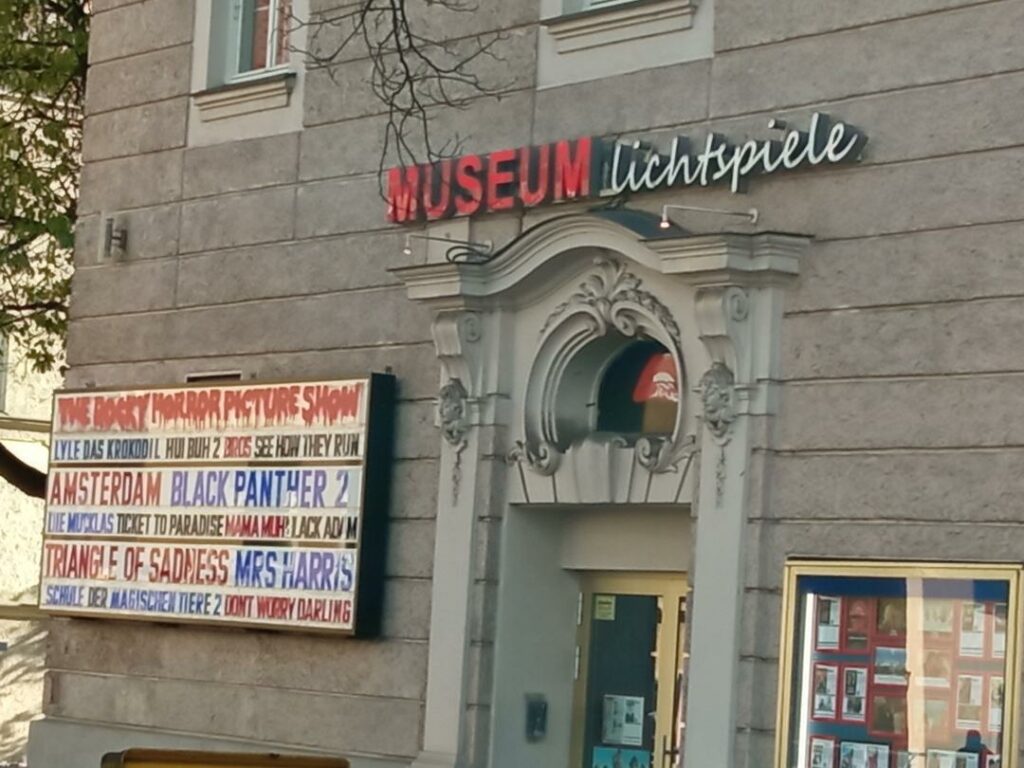 MUSEUM lichtspiele
THE ROCKY HORROR PICTURE SHOW
LYLE DAS KROKODIL HUI BUH 2 BROS SEE HOW THEY RUN
AMSTERDAM BLACK PANTHER 2
DIE MUCKLAS TICKET TO PARADISE MAMA MUH BLACK ADAM
TRIANGLE OF SADNESS MRS HARRIS
SCHULE DER MAGISCHEN TIERE 2 DONT WORRY DARLING